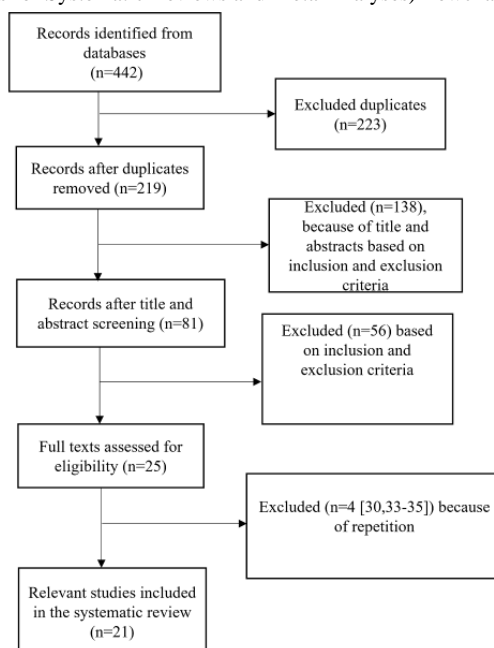 Records identified from
databases
(n=442)
Excluded duplicates
(n=223)
Records after duplicates
removed (n=219)
Excluded (n=138),
because of title and
abstracts based on
inclusion and exclusion
criteria
Records after title and
abstract screening (n=81)
Excluded (n=56) based
on inclusion and
exclusion criteria
Full texts assessed for
eligibility (n=25)
Excluded (n=4 [30,33-35]) because
of repetition
Relevant studies included
in the systematic review
(n=21)